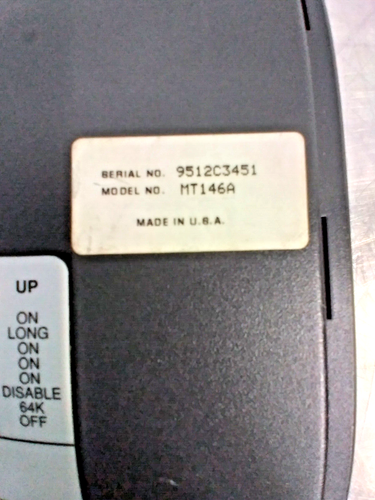 SERIAL NO. 9512C3451
MODEL NO. MT146A
MADE IN U.S.A.
UP
ON
LONG
ON
ON
ON
DISABLE
64K
OFF